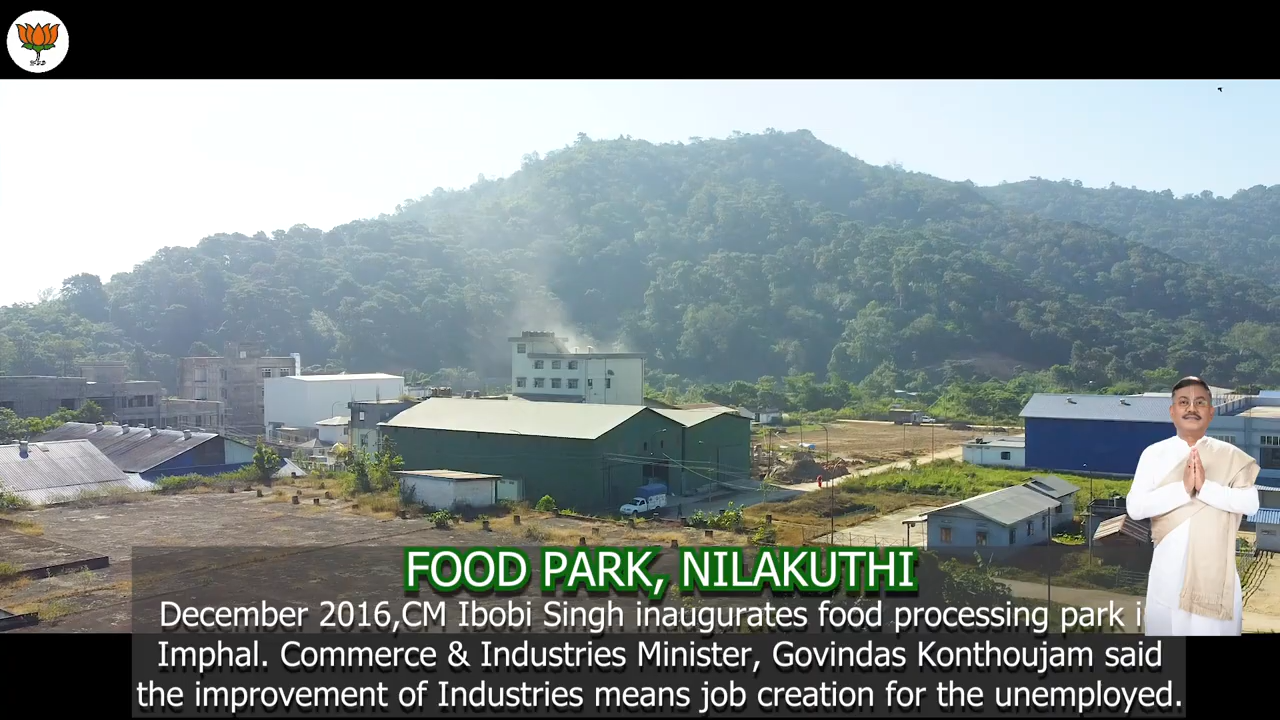 FOOD PARK, NILAKUTHI
December 2016,CM Ibobi Singh inaugurates food processing park
Imphal. Commerce & Industries Minister, Govindas Konthoujam said
the improvement of Industries means job creation for the unemployed.